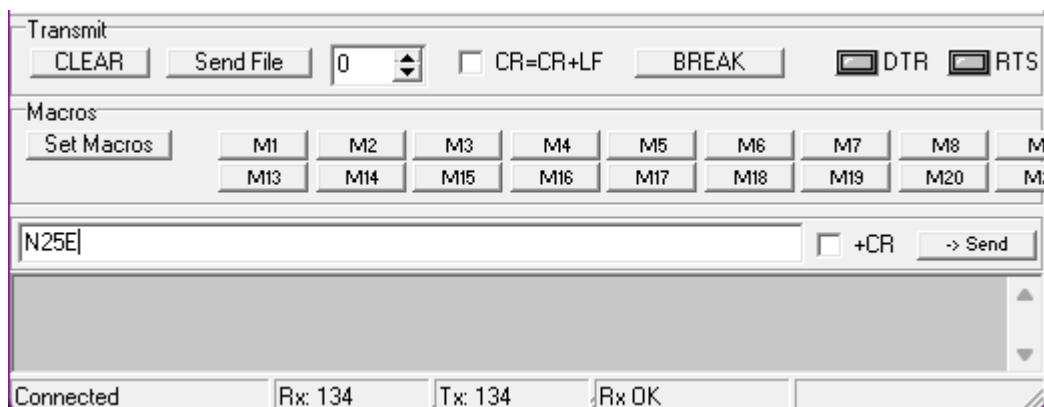 Transmit
CLEAR Send File 0 CR=CR+LF BREAK DTR RTS
Macros
Set Macros M1 M2 M3 M4 M5 M6 M7 M8
M13 M14 M15 M16 M17 M18 M19 M20
N25E +CR -> Send
Connected Rx: 134 Tx: 134 Rx OK